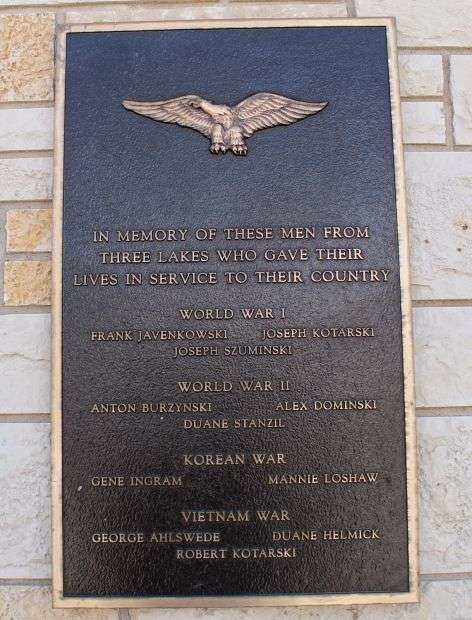 IN MEMORY OF THESE MEN FROM
THREE LAKES WHO GAVE THEIR
LIVES IN SERVICE TO THEIR COUNTRY
WORLD WAR I
FRANK JAVENKOWSKI JOSEPH KOTARSKI
JOSEPH SZUMINSKI
WORLD WAR II
ANTON BURZYNSKI ALEX DOMINSKI
DUANE STANZIL
KOREAN WAR
GENE INGRAM MANNIE LOSHAW
VIETNAM WAR
GEORGE AHLSWEDE DUANE HELMICK
ROBERT KOTARSKI